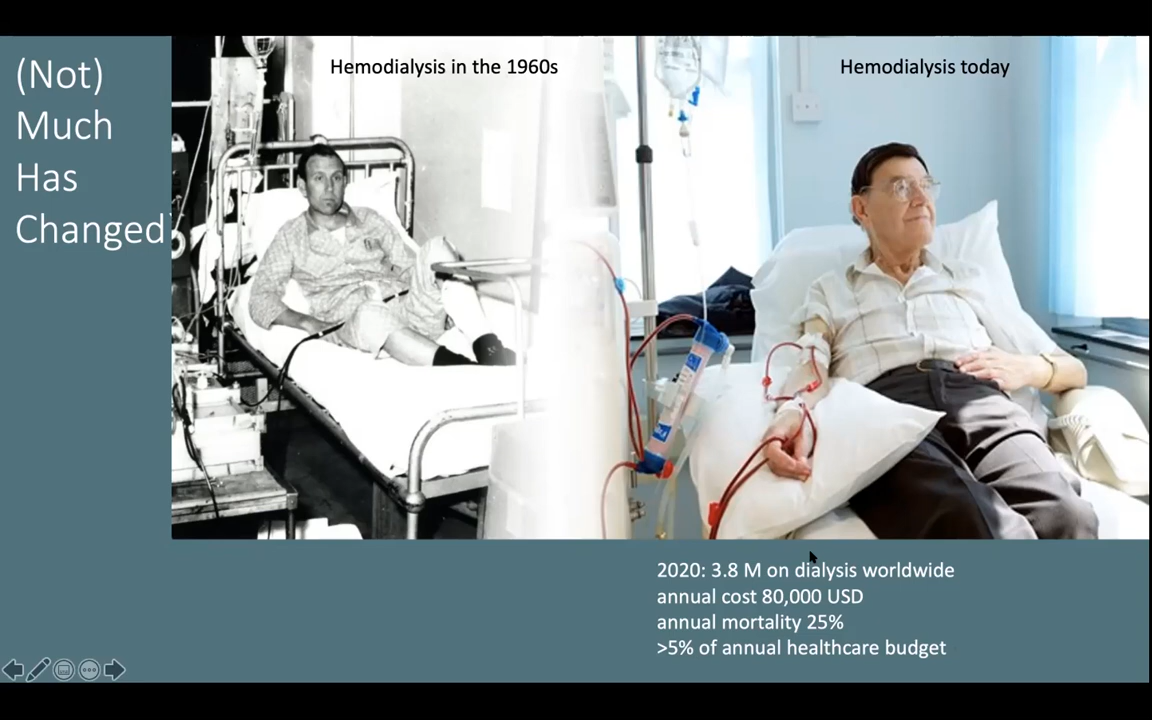 (Not)
Much
Has
Changed
Hemodialysis in the 1960s
Hemodialysis today
2020: 3.8 M on dialysis worldwide
annual cost 80,000 USD
annual mortality 25%
>5% of annual healthcare budget